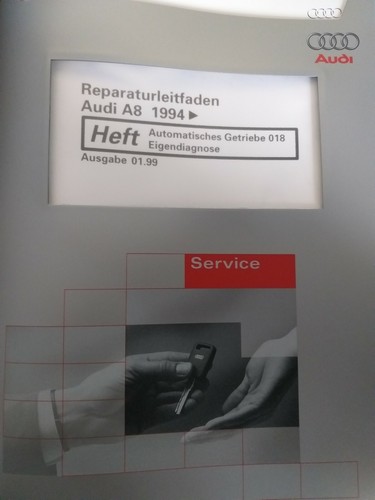 Audi
Reparaturleitfaden
Audi A8 1994 ►
Heft Automatisches Getriebe 018
Eigendiagnose
Ausgabe 01.99
Service